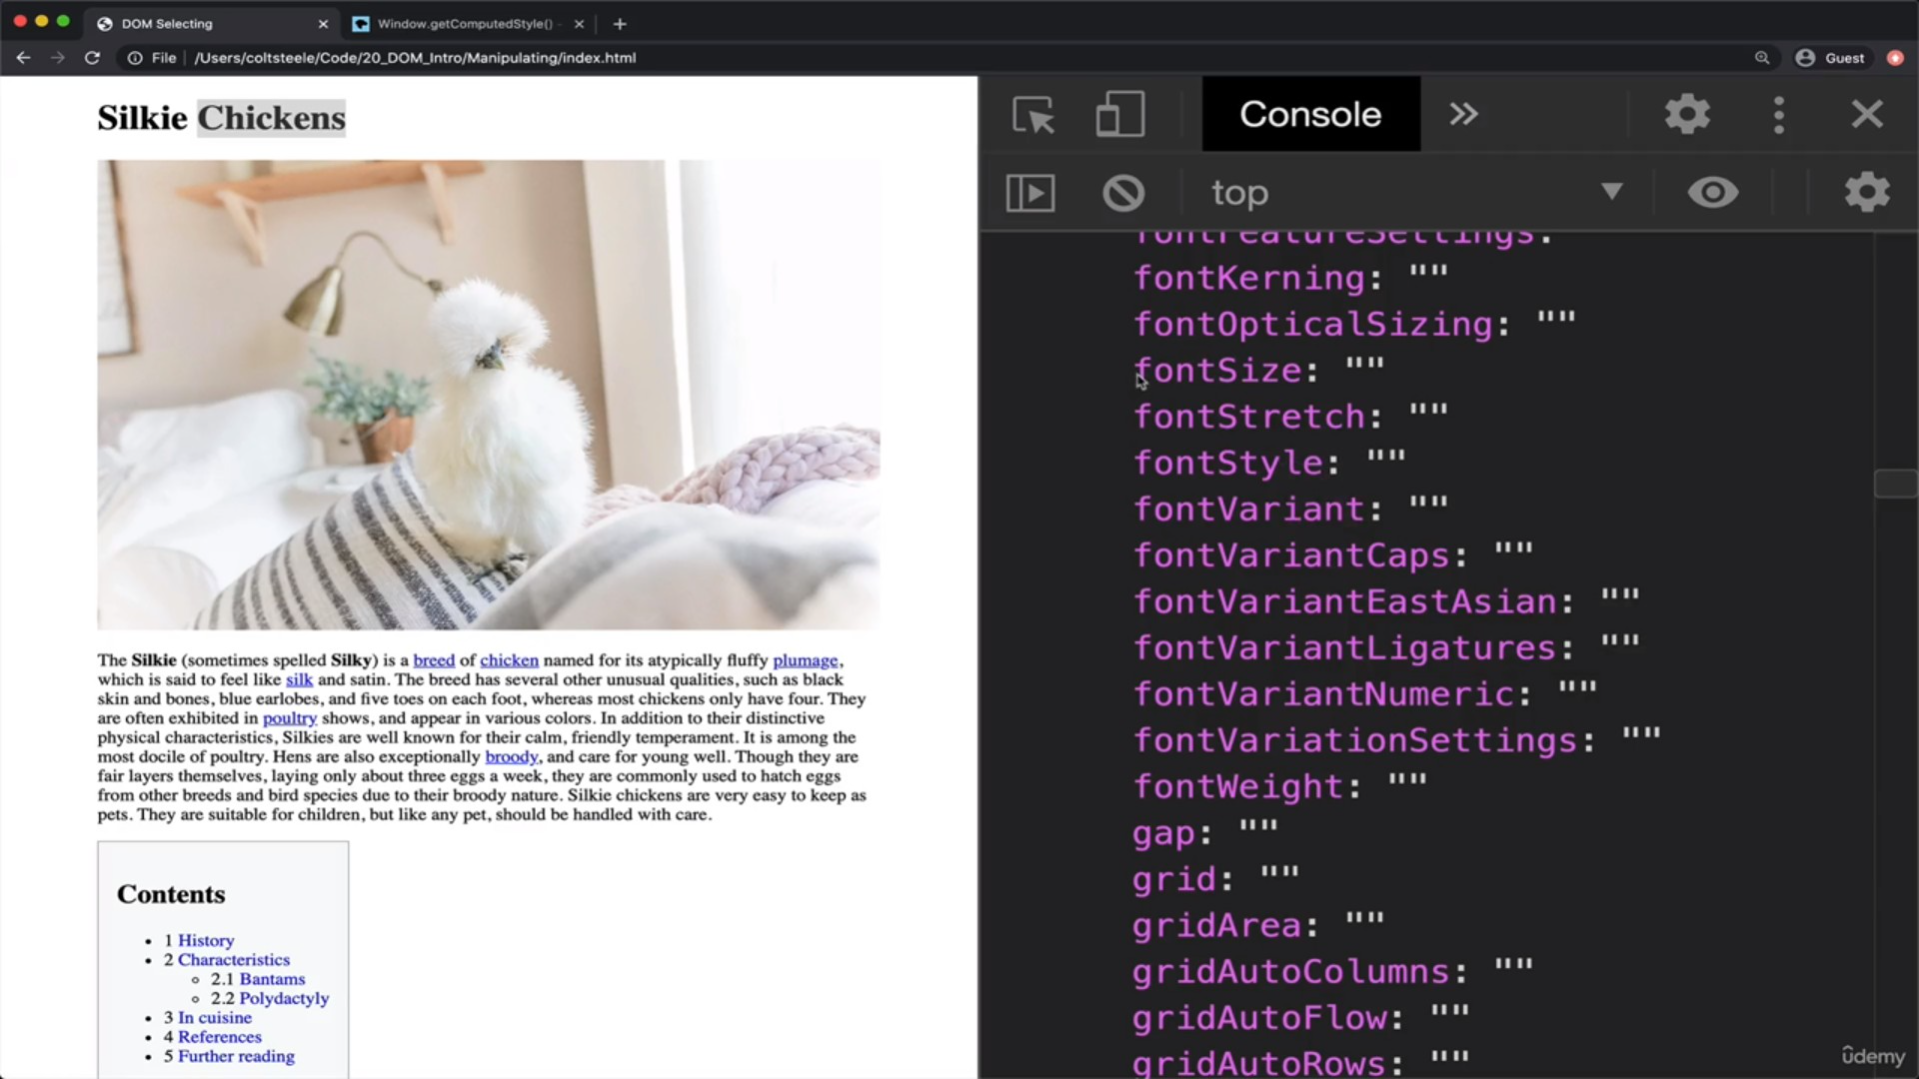 DOM Selecting
Window.getComputedStyle()
File | /Users/coltsteele/Code/20_DOM_Intro/Manipulating/index.html
Guest
Silkie Chickens
The Silkie (sometimes spelled Silky) is a breed of chicken named for its atypically fluffy plumage,
which is said to feel like silk and satin. The breed has several other unusual qualities, such as black
skin and bones, blue earlobes, and five toes on each foot, whereas most chickens only have four. They
are often exhibited in poultry shows, and appear in various colors. In addition to their distinctive
physical characteristics, Silkies are well known for their calm, friendly temperament. It is among the
most docile of poultry. Hens are also exceptionally broody, and care for young well. Though they are
fair layers themselves, laying only about three eggs a week, they are commonly used to hatch eggs
from other breeds and bird species due to their broody nature. Silkie chickens are very easy to keep as
pets. They are suitable for children, but like any pet, should be handled with care.
Contents
1 History
2 Characteristics
2.1 Bantams
2.2 Polydactyly
3 In cuisine
4 References
5 Further reading
Console
top
fontFeatureSettings:
fontKerning: ""
fontOpticalSizing: ""
fontSize: ""
fontStretch: ""
fontStyle: ""
fontVariant: ""
fontVariantCaps: ""
fontVariantEastAsian: ""
fontVariantLigatures: ""
fontVariantNumeric: ""
fontVariationSettings: ""
fontWeight: ""
gap: ""
grid: ""
gridArea: ""
gridAutoColumns: ""
gridAutoFlow: ""
gridAutoRows: ""
ûdemy